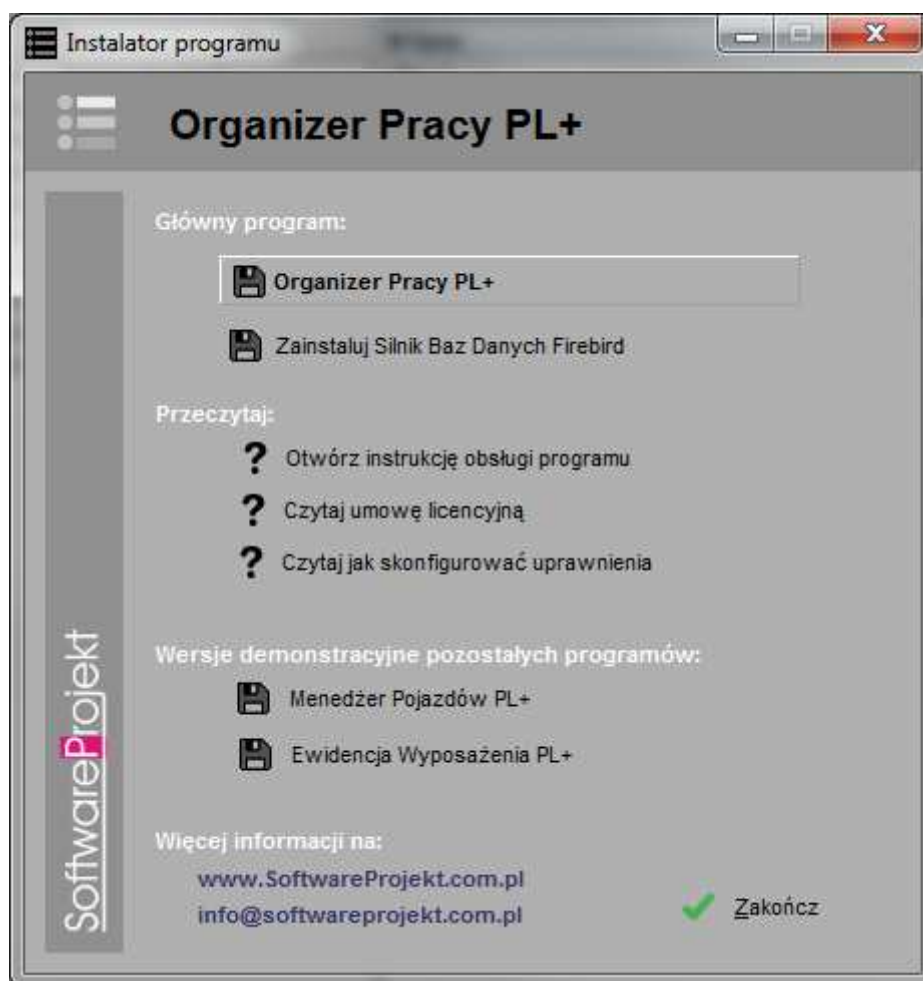 Instalator programu
Organizer Pracy PL+
Główny program:
Organizer Pracy PL+
Zainstaluj Silnik Baz Danych Firebird
Przeczytaj:
? Otwórz instrukcję obsługi programu
? Czytaj umowę licencyjną
? Czytaj jak skonfigurować uprawnienia
Wersje demonstracyjne pozostałych programów:
Menedżer Pojazdów PL+
Ewidencja Wyposażenia PL+
Więcej informacji na:
www.SoftwareProjekt.com.pl
info@softwareprojekt.com.pl
Zakończ
SoftwareProjekt